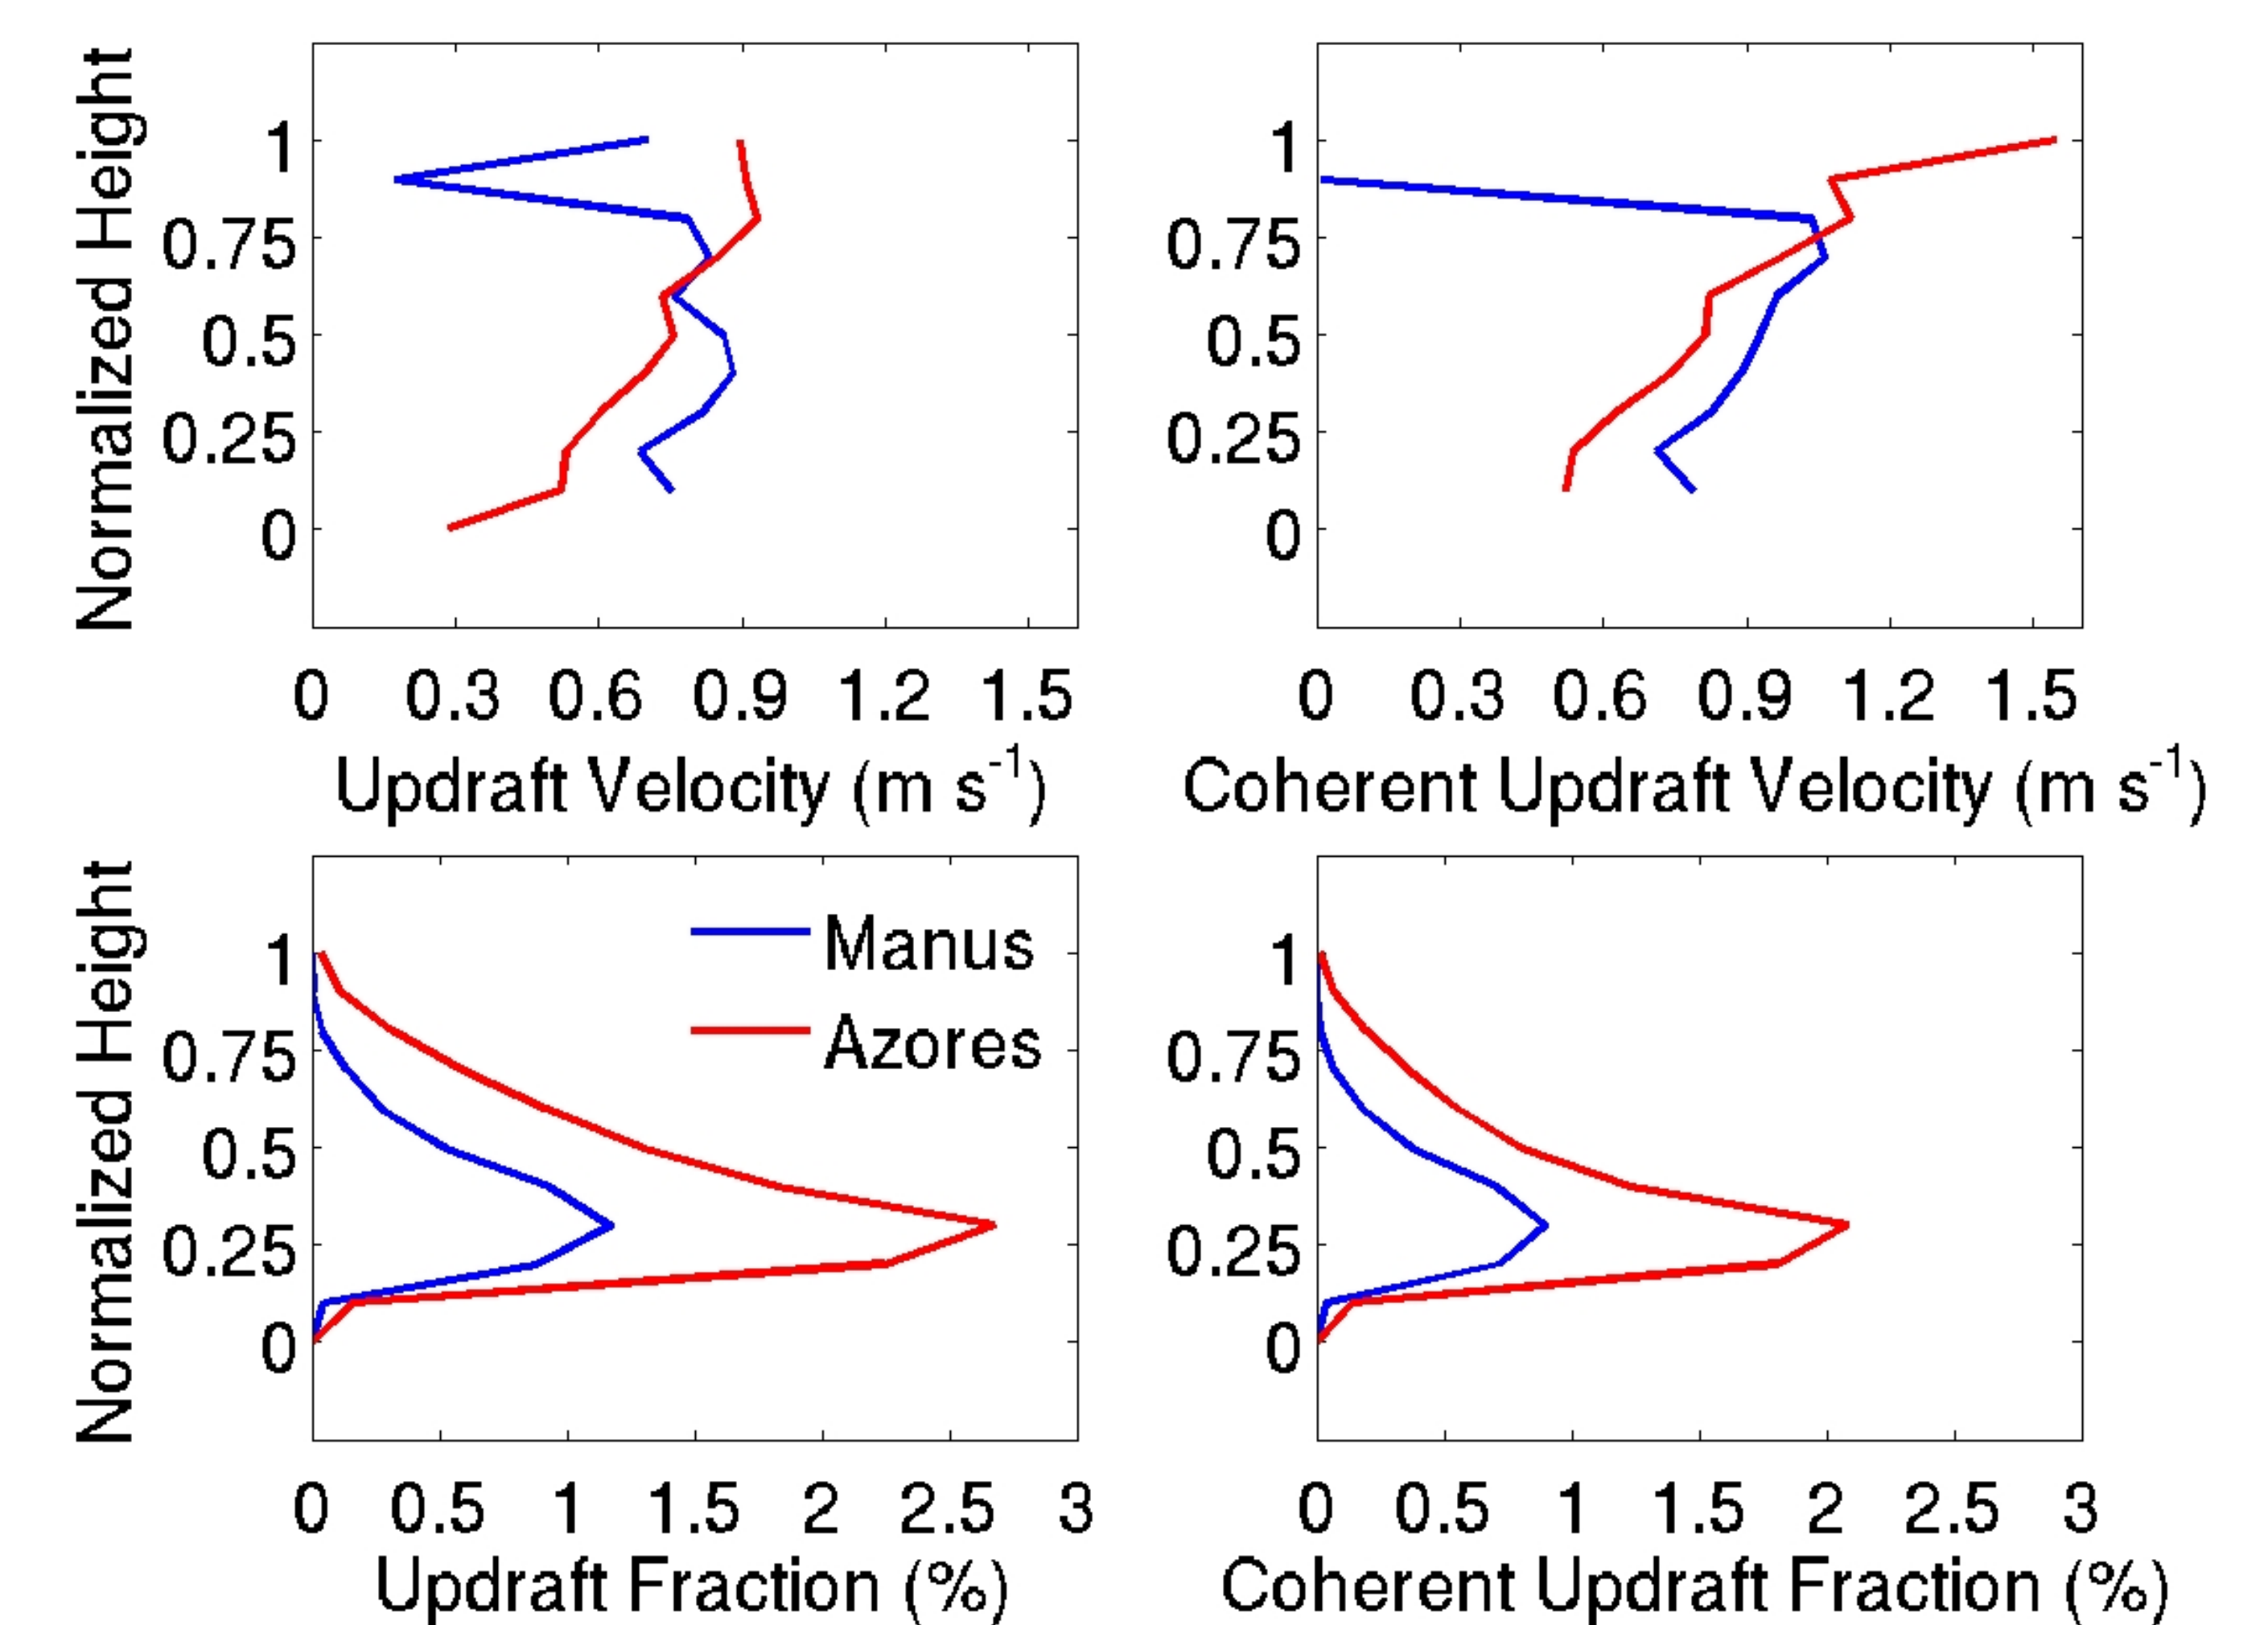 Normalized Height
1
0.75
0.5
0.25
0
0 0.3 0.6 0.9 1.2 1.5
Updraft Velocity (m s-1)
1
0.75
0.5
0.25
0
0 0.3 0.6 0.9 1.2 1.5
Coherent Updraft Velocity (m s-1)
Normalized Height
1
0.75
0.5
0.25
0
Manus
Azores
0 0.5 1 1.5 2 2.5 3
Updraft Fraction (%)
1
0.75
0.5
0.25
0
0 0.5 1 1.5 2 2.5 3
Coherent Updraft Fraction (%)